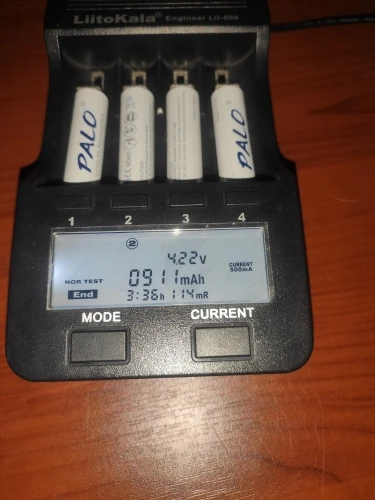 LiitoKala® Engineer Lii-500
PALO
PALO
1 2 3 4
②
4.22v
CURRENT
500mA
NOR TEST
0911mAh
End
3:36h 114mR
MODE CURRENT